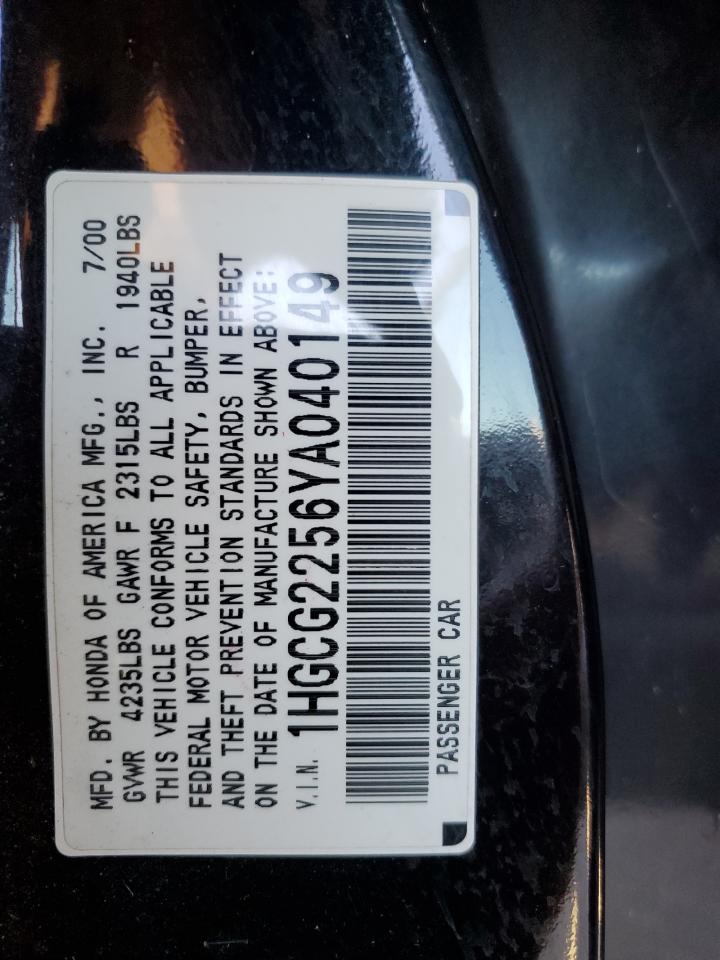 MFD. BY HONDA OF AMERICA MFG., INC. 7/00
GVWR 4235LBS GAWR F 2315LBS R 1940LBS
THIS VEHICLE CONFORMS TO ALL APPLICABLE
FEDERAL MOTOR VEHICLE SAFETY, BUMPER,
AND THEFT PREVENTION STANDARDS IN EFFECT
ON THE DATE OF MANUFACTURE SHOWN ABOVE:
V.I.N. 1HGCG2256YA040149
PASSENGER CAR